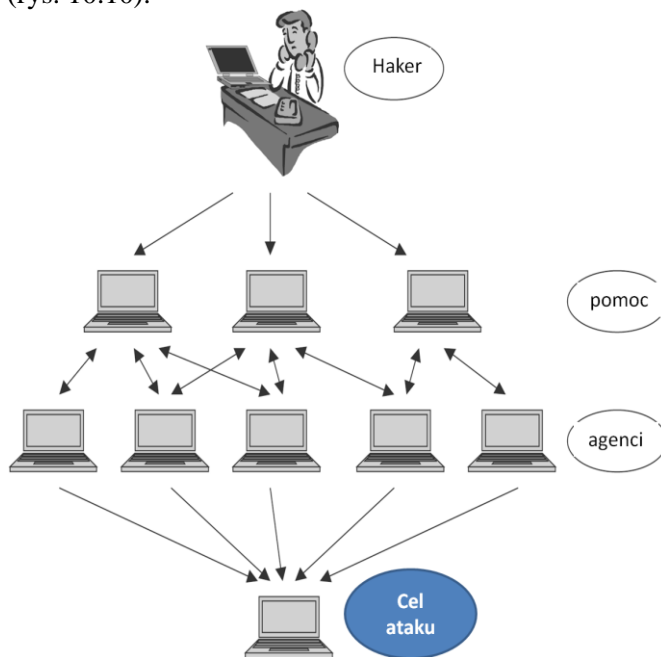 (rys. 10.10).
Haker
pomoc
agenci
Cel
ataku